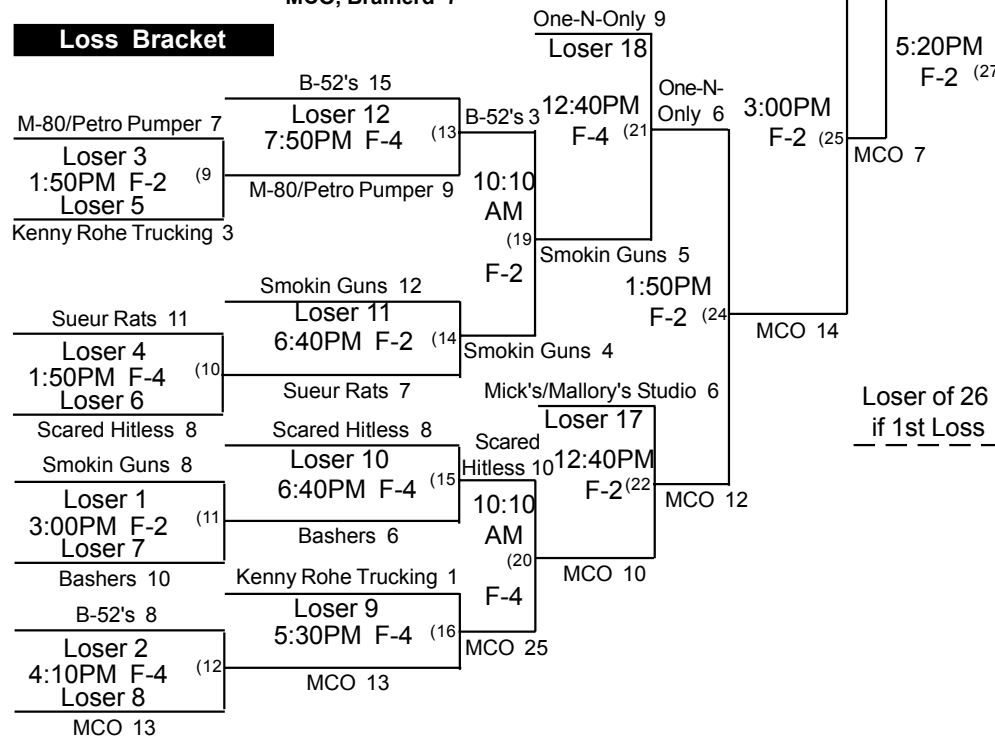 MCO, Brainerd 7
Loss Bracket
One-N-Only 9
Loser 18
5:20PM
F-2 (27
B-52's 15
Loser 12
7:50PM F-4 (13
B-52's 3
12:40PM
F-4 (21
One-N-
Only 6
3:00PM
F-2 (25
MCO 7
M-80/Petro Pumper 7
Loser 3
1:50PM F-2 (9
Loser 5
Kenny Rohe Trucking 3
M-80/Petro Pumper 9
10:10
AM
(19
F-2
Smokin Guns 5
Smokin Guns 12
Loser 11
6:40PM F-2 (14
Smokin Guns 4
1:50PM
F-2 (24
MCO 14
Sueur Rats 11
Loser 4
1:50PM F-4 (10
Loser 6
Scared Hitless 8
Sueur Rats 7
Mick's/Mallory's Studio 6
Loser 17
Loser of 26
if 1st Loss
Scared Hitless 8
Loser 10
6:40PM F-4 (15
Scared
Hitless 10
12:40PM
F-2 (22
MCO 12
Smokin Guns 8
Loser 1
3:00PM F-2 (11
Loser 7
Bashers 10
Bashers 6
10:10
AM
(20
F-4
MCO 10
Kenny Rohe Trucking 1
Loser 9
5:30PM F-4 (16
MCO 25
B-52's 8
Loser 2
4:10PM F-4 (12
Loser 8
MCO 13
MCO 13